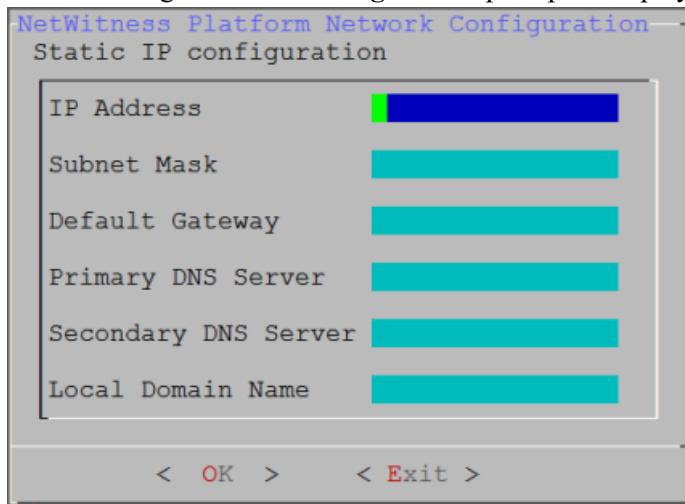 NetWitness Platform Network Configuration
Static IP configuration
IP Address
Subnet Mask
Default Gateway
Primary DNS Server
Secondary DNS Server
Local Domain Name
< OK > < Exit >